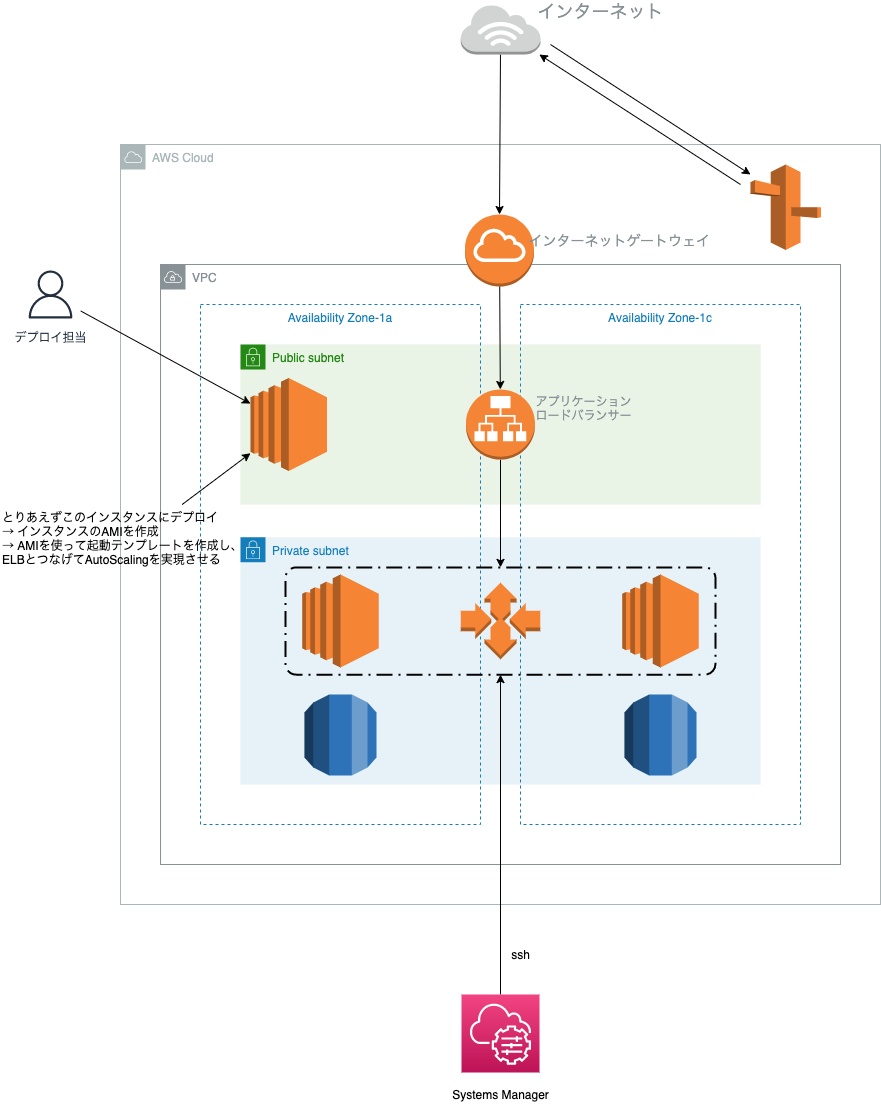 インターネット
AWS Cloud
インターネットゲートウェイ
VPC
デプロイ担当
Availability Zone-1a
Availability Zone-1c
Public subnet
アプリケーション
ロードバランサー
とりあえずこのインスタンスにデプロイ
→ インスタンスのAMIを作成
→ AMIを使って起動テンプレートを作成し、
ELBとつなげてAutoScalingを実現させる
Private subnet
ssh
Systems Manager